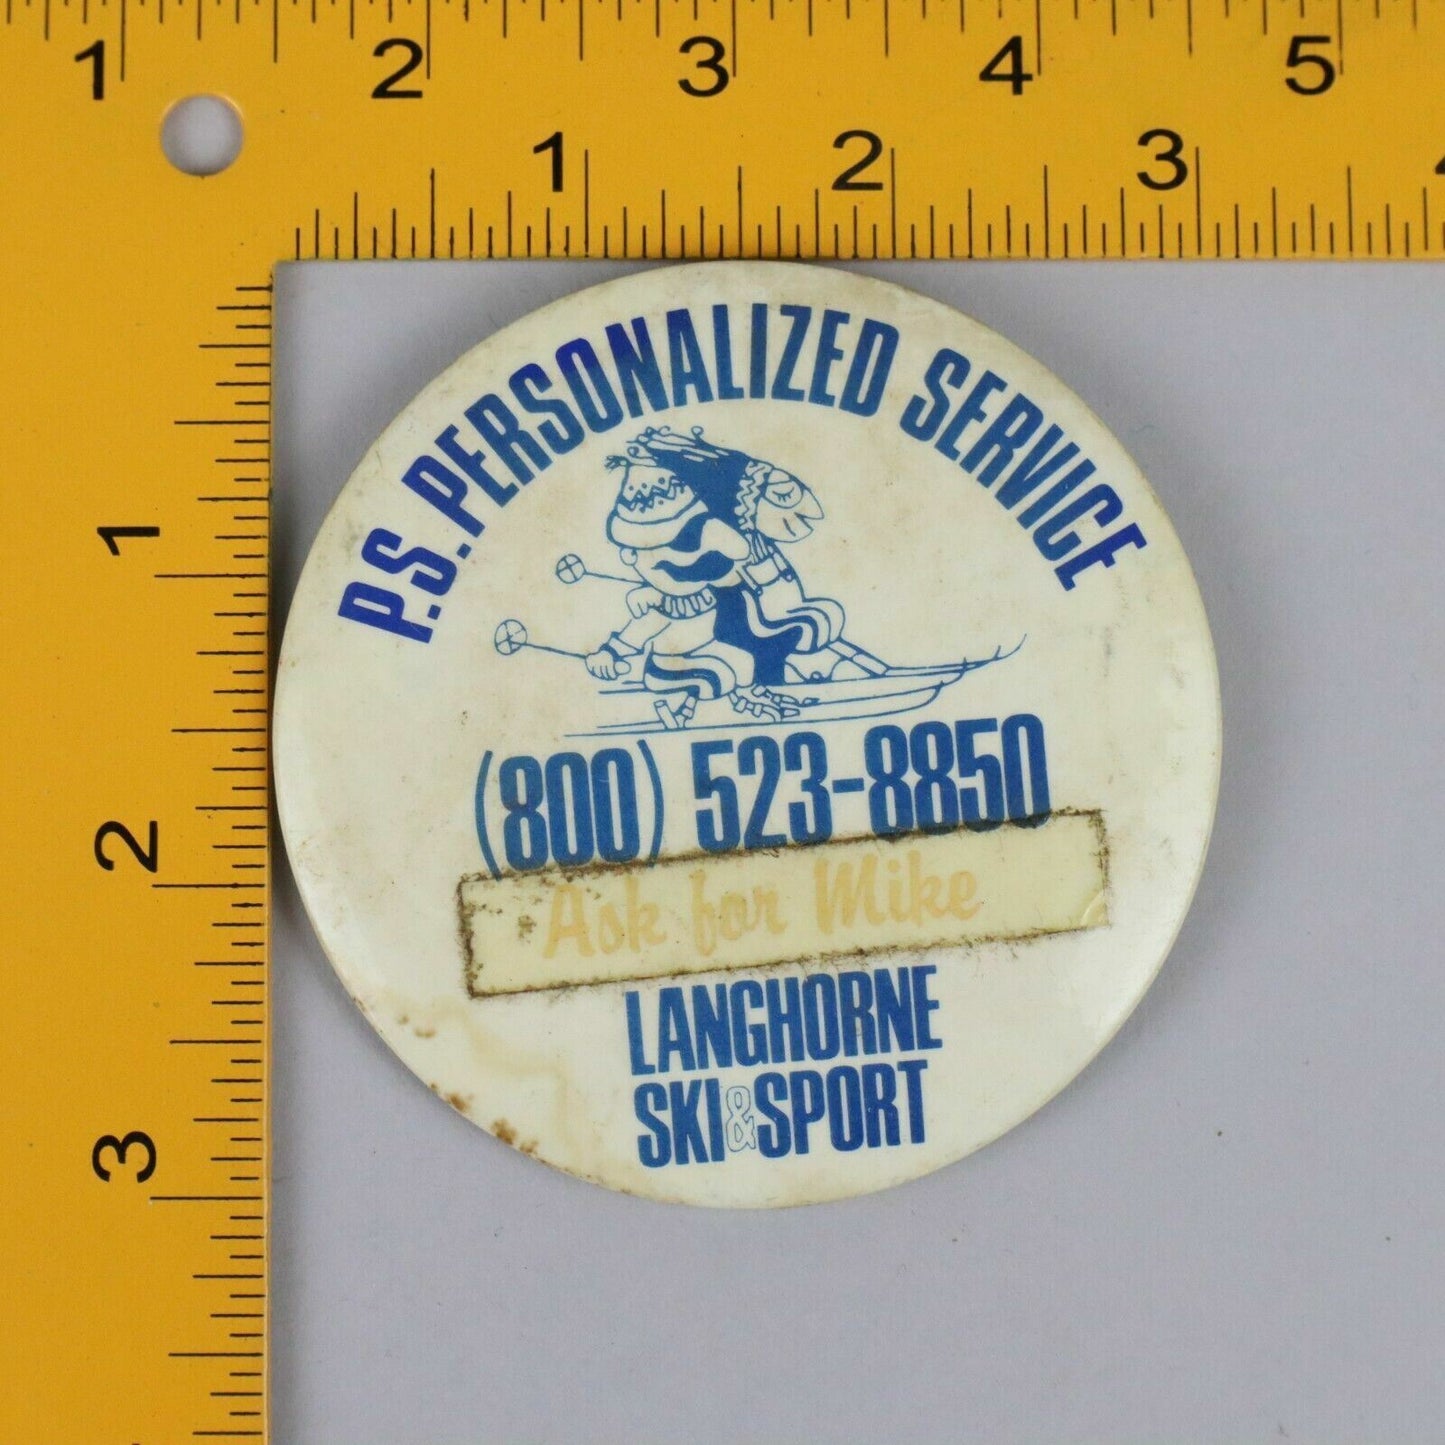 1 2 3 4 5
1 2 3
1
2
3
P.S. PERSONALIZED SERVICE
(800) 523-8850
Ask for Mike
LANGHORNE
SKI & SPORT